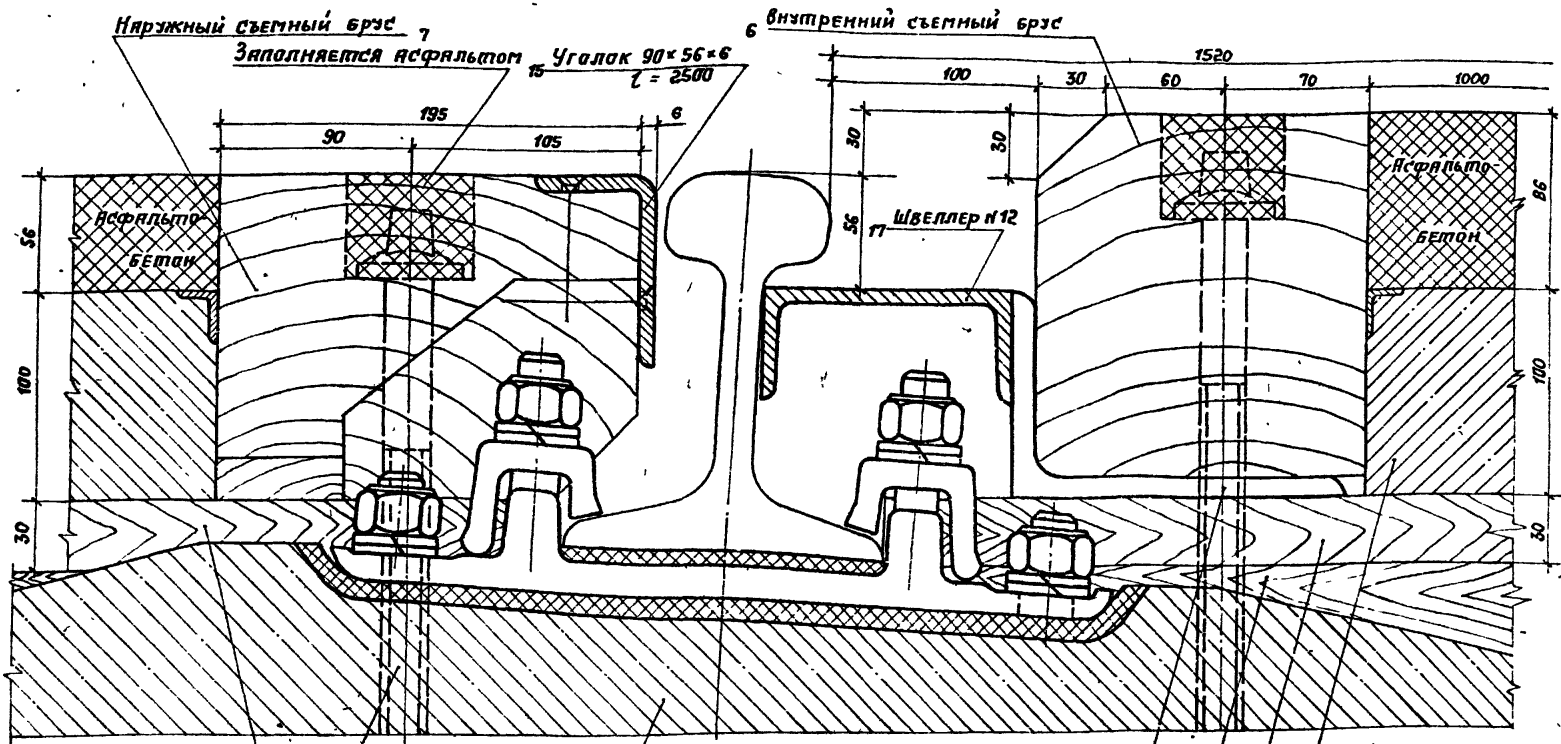 Наружный съемный брус 7
Заполняется асфальтом
15 Уголок 90×56×6
ℓ = 2500
6 Внутренний съемный брус
1520
100
30
60
70
1000
195
6
90
105
30
30
56
17 Швеллер N12
Асфальто-
бетон
56
100
30
Асфальто-
бетон
86
100
30